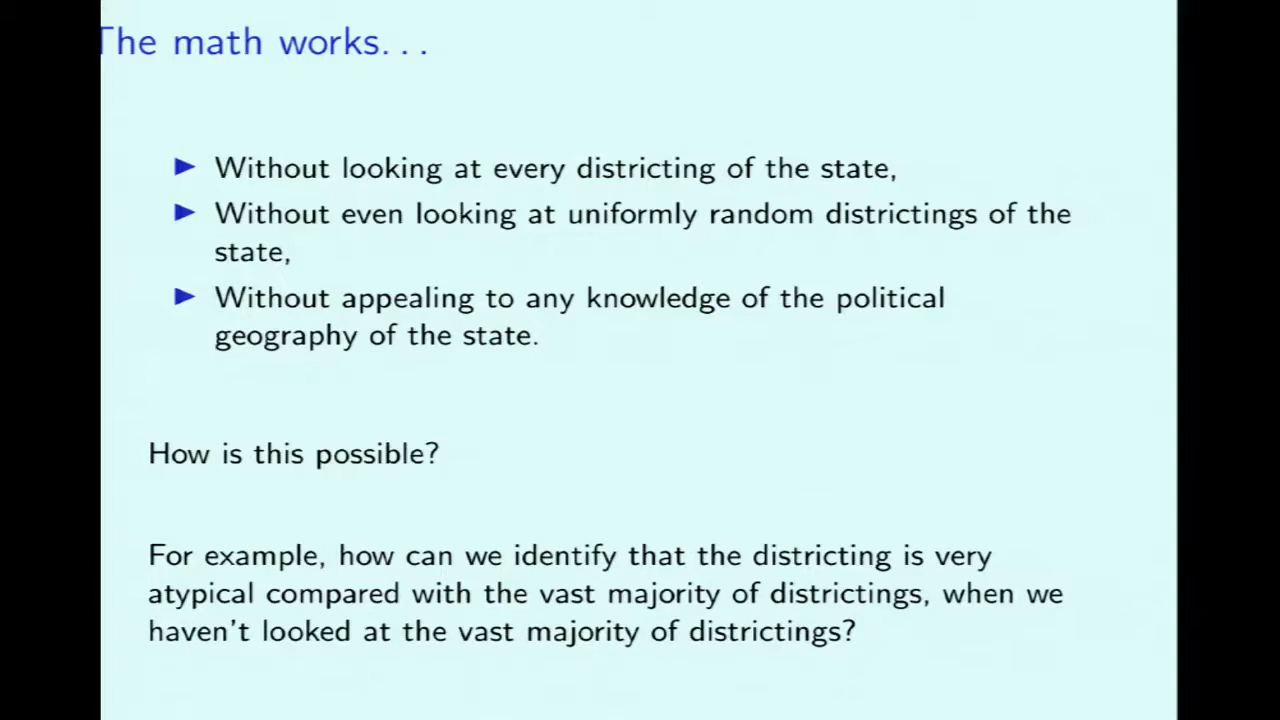 The math works...
▶ Without looking at every districting of the state,
▶ Without even looking at uniformly random districtings of the
state,
▶ Without appealing to any knowledge of the political
geography of the state.
How is this possible?
For example, how can we identify that the districting is very
atypical compared with the vast majority of districtings, when we
haven't looked at the vast majority of districtings?